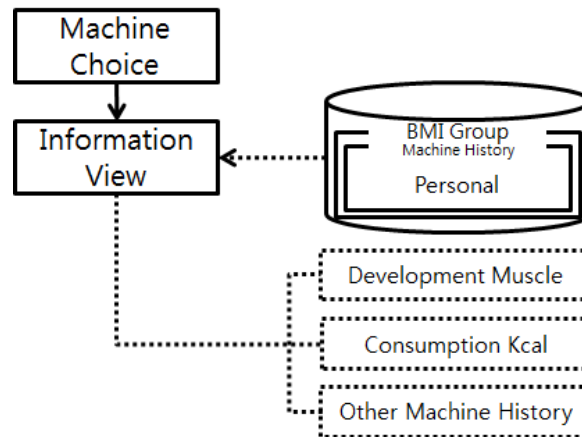 Machine
Choice
Information
View
BMI Group
Machine History
Personal
Development Muscle
Consumption Kcal
Other Machine History